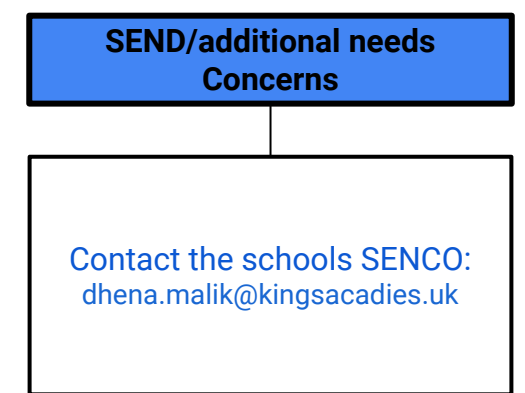 SEND/additional needs
Concerns
Contact the schools SENCO:
dhena.malik@kingsacadies.uk